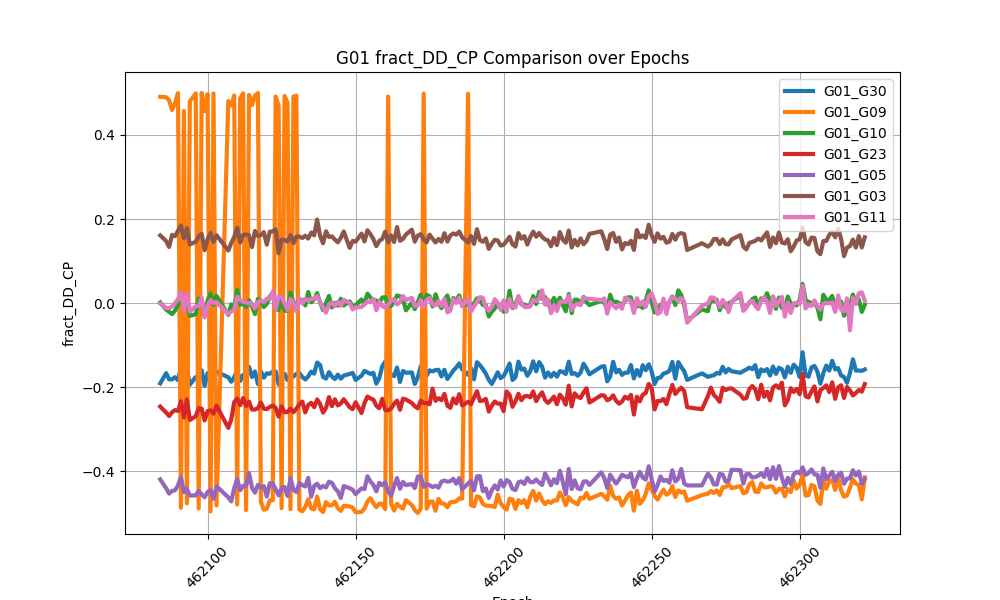 G01 fract_DD_CP Comparison over Epochs
G01_G30
G01_G09
G01_G10
G01_G23
G01_G05
G01_G03
G01_G11
fract_DD_CP
0.4
0.2
0.0
−0.2
−0.4
462100
462150
462200
462250
462300
Epoch